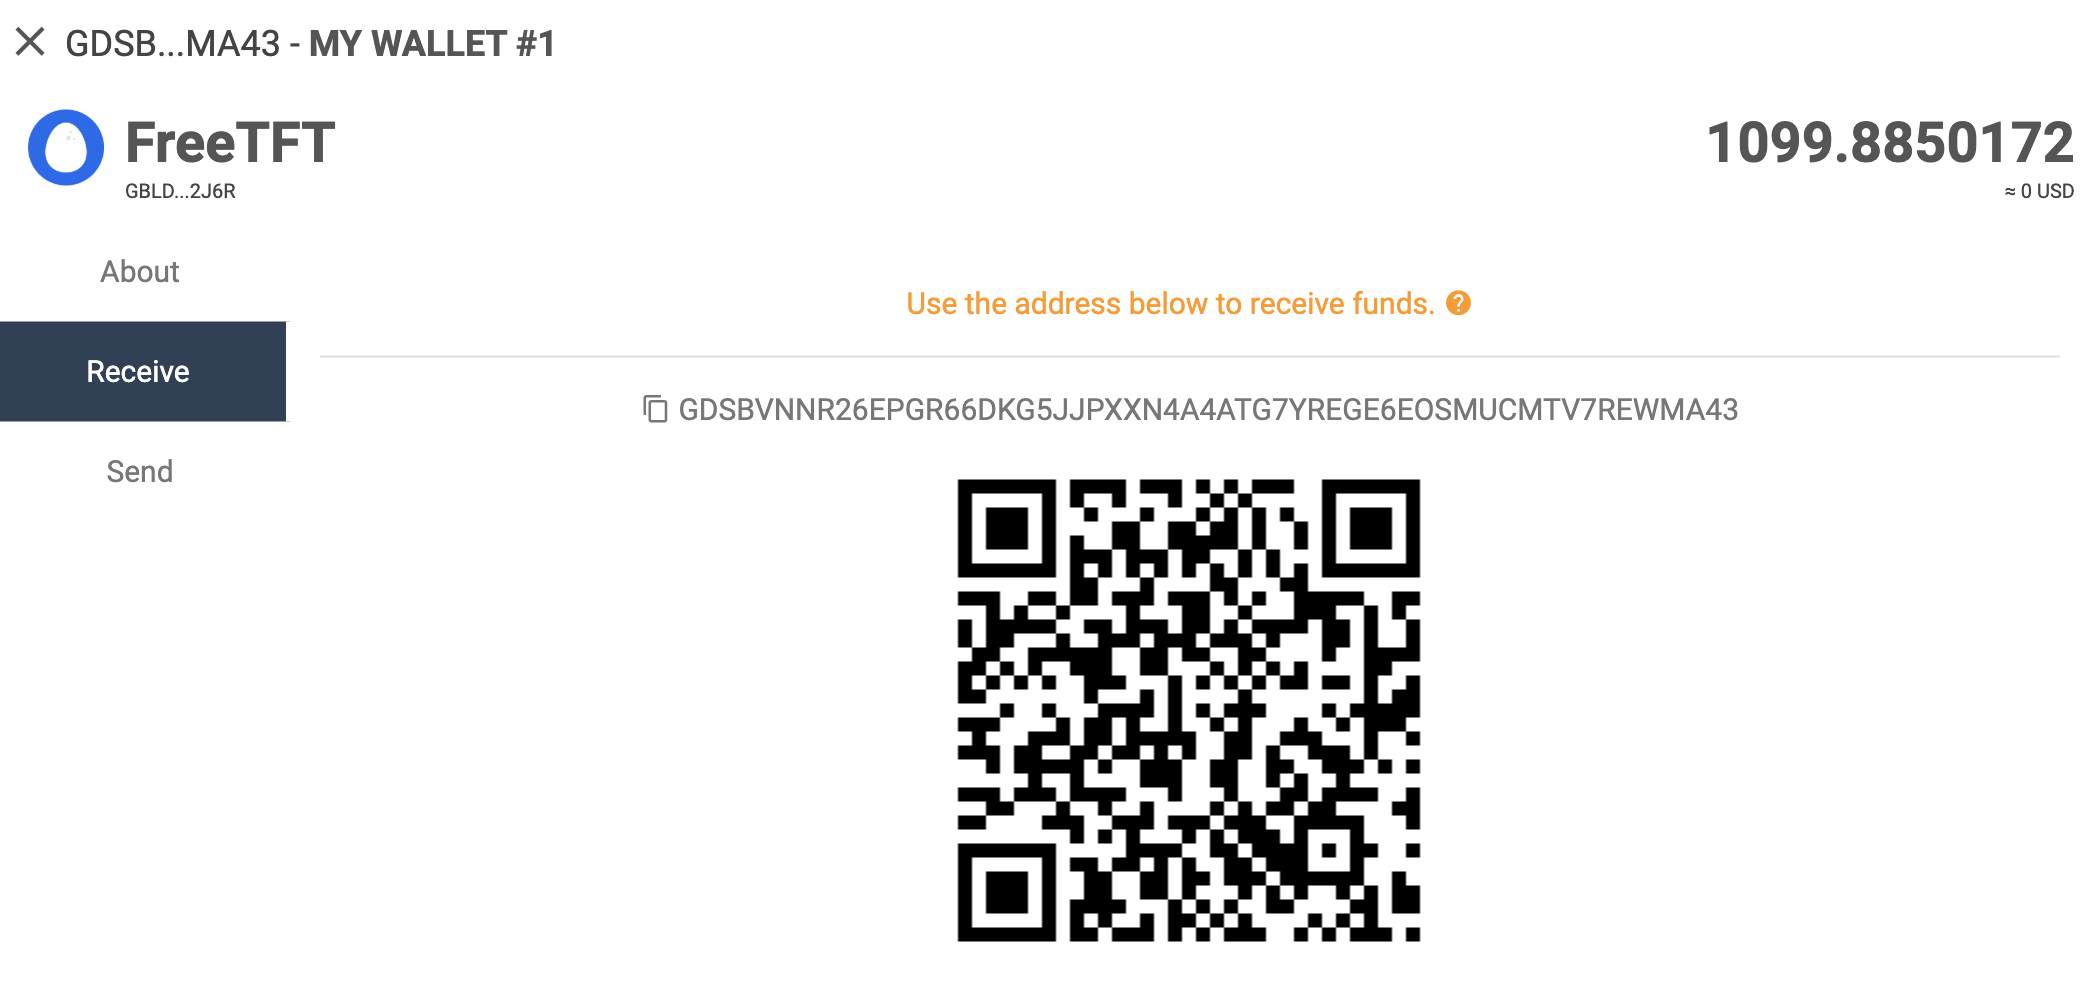 GDSB...MA43 - MY WALLET #1
FreeTFT
1099.8850172
GBLD...2J6R
≈ 0 USD
About
Use the address below to receive funds.
Receive
GDSBVNNR26EPGR66DKG5JJPXXN4A4ATG7YREGE6EOSMUCMTV7REWMA43
Send